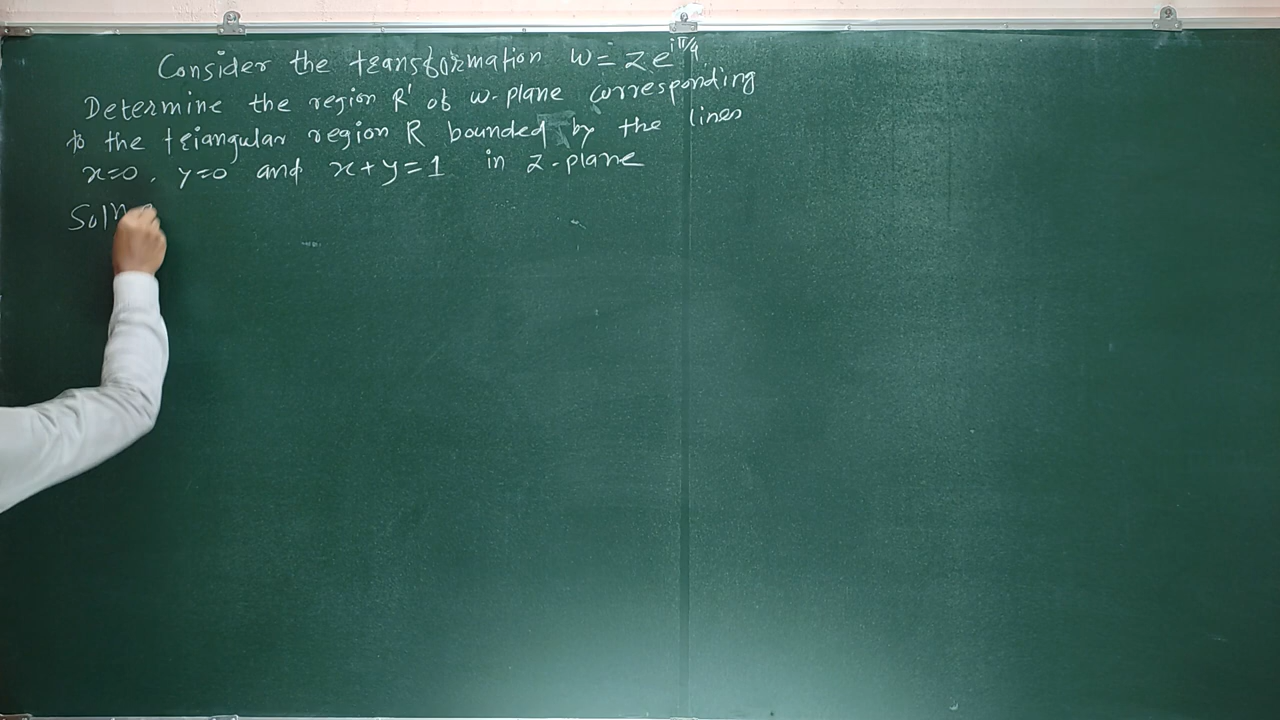 Consider the transformation w = z e^{iπ/4}.
Determine the region R' of w-plane corresponding
to the triangular region R bounded by the lines
x=0, y=0 and x+y=1 in z-plane
Soln